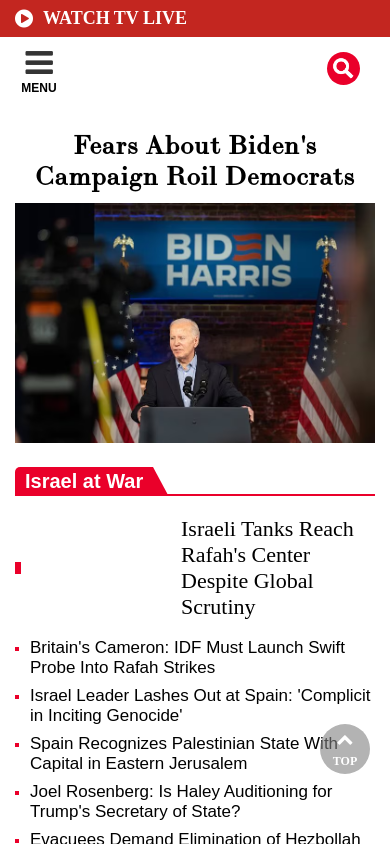 WATCH TV LIVE
MENU
Fears About Biden's
Campaign Roil Democrats
BIDEN
HARRIS
Israel at War
Israeli Tanks Reach
Rafah's Center
Despite Global
Scrutiny
Britain's Cameron: IDF Must Launch Swift
Probe Into Rafah Strikes
Israel Leader Lashes Out at Spain: 'Complicit
in Inciting Genocide'
Spain Recognizes Palestinian State With
Capital in Eastern Jerusalem
TOP
Joel Rosenberg: Is Haley Auditioning for
Trump's Secretary of State?
Evacuees Demand Elimination of Hezbollah